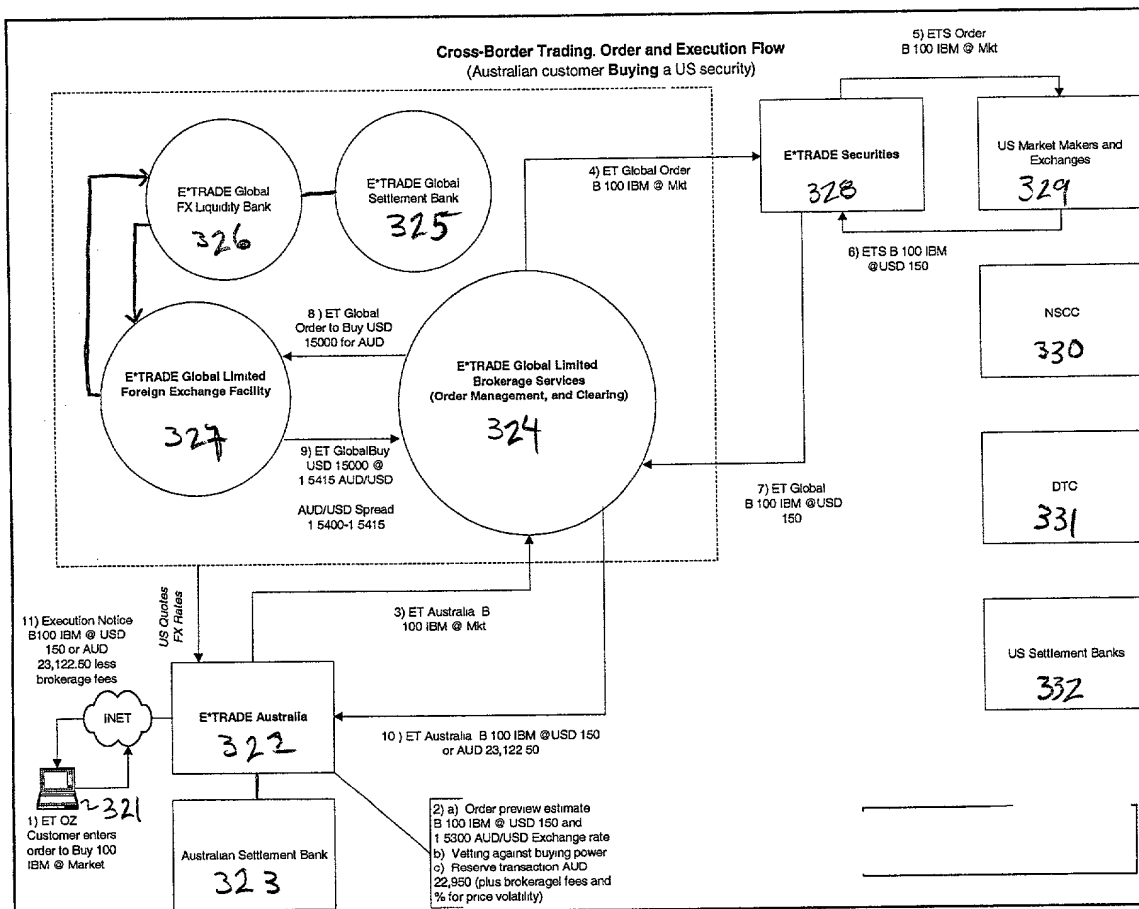 Cross-Border Trading. Order and Execution Flow
(Australian customer Buying a US security)
5) ETS Order
B 100 IBM @ Mkt
E*TRADE Global
FX Liquidity Bank
326
E*TRADE Global
Settlement Bank
325
4) ET Global Order
B 100 IBM @ Mkt
E*TRADE Securities
328
US Market Makers and
Exchanges
329
6) ETS B 100 IBM
@USD 150
8 ) ET Global
Order to Buy USD
15000 for AUD
E*TRADE Global Limited
Foreign Exchange Facility
327
E*TRADE Global Limited
Brokerage Services
(Order Management, and Clearing)
324
NSCC
330
9) ET GlobalBuy
USD 15000 @
1 5415 AUD/USD
AUD/USD Spread
1 5400-1 5415
7) ET Global
B 100 IBM @USD
150
DTC
331
US Quotes
FX Rates
3) ET Australia B
100 IBM @ Mkt
11) Execution Notice
B100 IBM @ USD
150 or AUD
23,122.50 less
brokerage fees
iNET
E*TRADE Australia
322
10 ) ET Australia B 100 IBM @USD 150
or AUD 23,122 50
US Settlement Banks
332
~321
1) ET OZ
Customer enters
order to Buy 100
IBM @ Market
Australian Settlement Bank
323
2) a) Order preview estimate
B 100 IBM @ USD 150 and
1 5300 AUD/USD Exchange rate
b) Vetting against buying power
c) Reserve transaction AUD
22,950 (plus brokeragel fees and
% for price volatility)